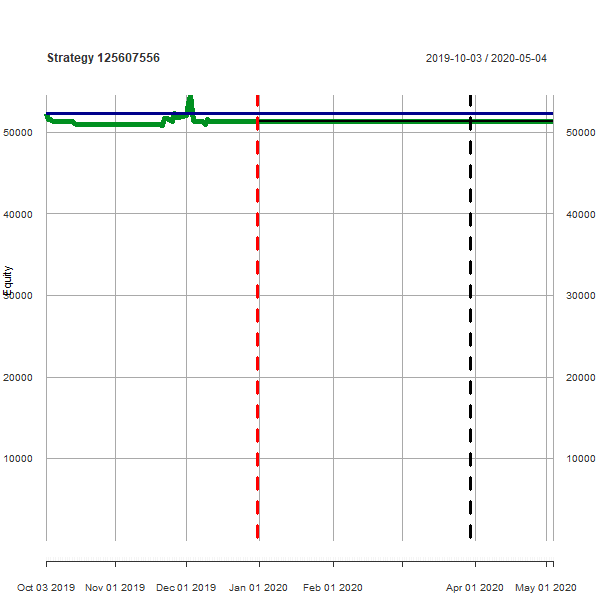 Strategy 125607556
2019-10-03 / 2020-05-04
50000
50000
40000
40000
Equity
30000
30000
20000
20000
10000
10000
Oct 03 2019
Nov 01 2019
Dec 01 2019
Jan 01 2020
Feb 01 2020
Apr 01 2020
May 01 2020